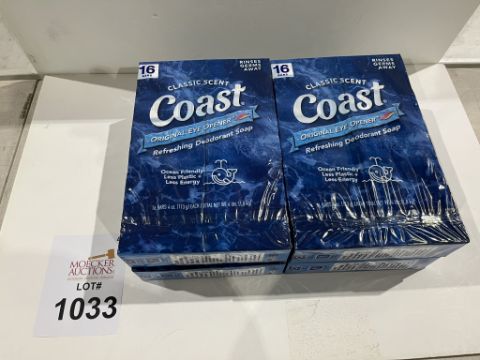 16
BARS
CLASSIC SCENT
RINSES
GERMS
AWAY
Coast
ORIGINAL EYE OPENER
Refreshing Deodorant Soap
Ocean Friendly
Less Plastic +
Less Energy
16
BARS
CLASSIC SCENT
RINSES
GERMS
AWAY
Coast
ORIGINAL EYE OPENER
Refreshing Deodorant Soap
Ocean Friendly
Less Plastic +
Less Energy
MOECKER
AUCTIONS
LOT#
1033